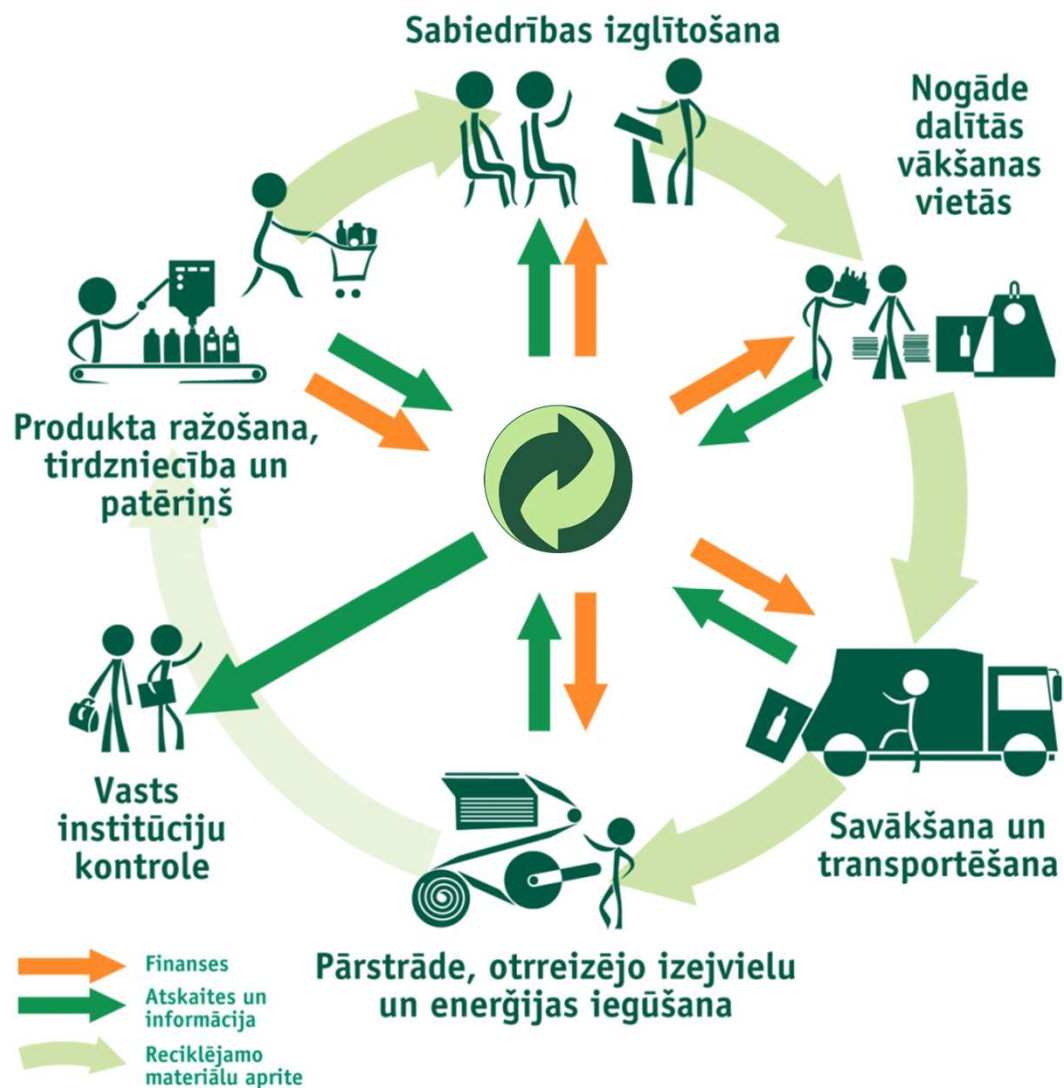 Sabiedrības izglītošana
Nogāde
dalītās
vākšanas
vietās
Produkta ražošana,
tirdzniecība un
patēriņš
Vasts
institūciju
kontrole
Savākšana un
transportēšana
Pārstrāde, otrreizējo izejvielu
un enerģijas iegūšana
Finanses
Atskaites un
informācija
Reciklējamo
materiālu aprite